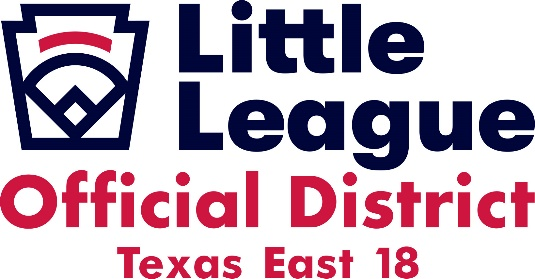 Little
League
Official District
Texas East 18